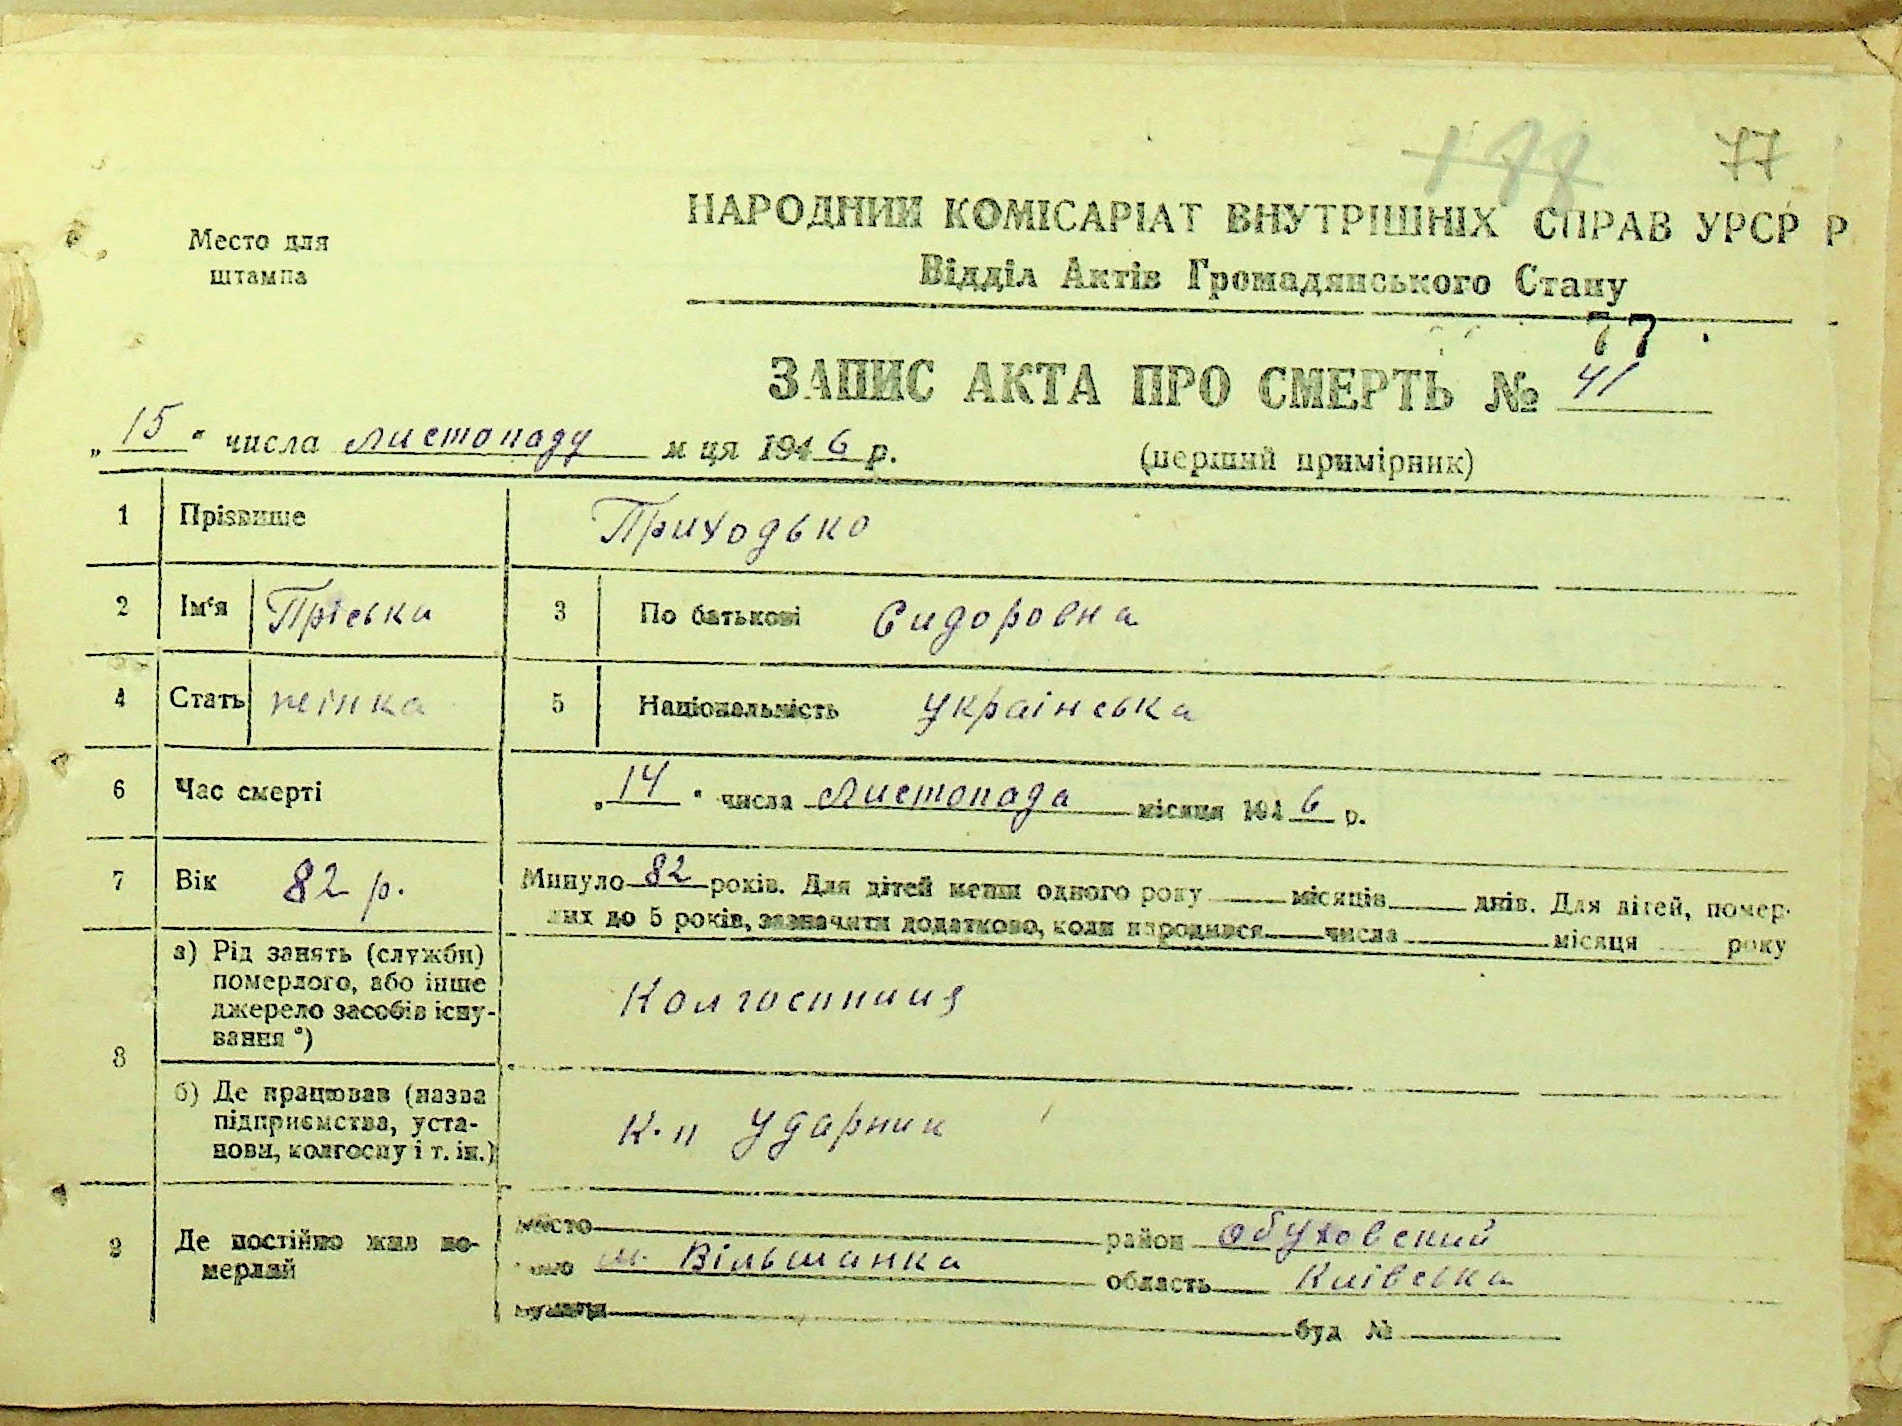 77
НАРОДНИЙ КОМІСАРІАТ ВНУТРІШНІХ СПРАВ УРСР Р
Відділ Актів Громадянського Стану
Место для
штампа
77
ЗАПИС АКТА ПРО СМЕРТЬ № 41
„15“ числа листопаду м ця 1946 р.
(перший примірник)
1 Прізвище Приходько
2 Ім‘я Пріська 3 По батькові Сидоровна
4 Стать жінка 5 Національність українська
6 Час смерті „14“ числа листопада місяця 1946 р.
7 Вік 82 р. Минуло 82 років. Для дітей менш одного року місяців днів. Для дітей, помер-
лих до 5 років, зазначити додатково, коли народився числа місяця року
8 а) Рід занять (служби)
померлого, або інше
джерело засобів існу-
вання *)
Колгоспниця
б) Де працював (назва
підприємства, уста-
нови, колгоспу і т. ін.)
к-п Ударник
9 Де постійно жив по-
мерлий
місто район Обуховский
м. Вільшанка область Київська
вулиця буд №